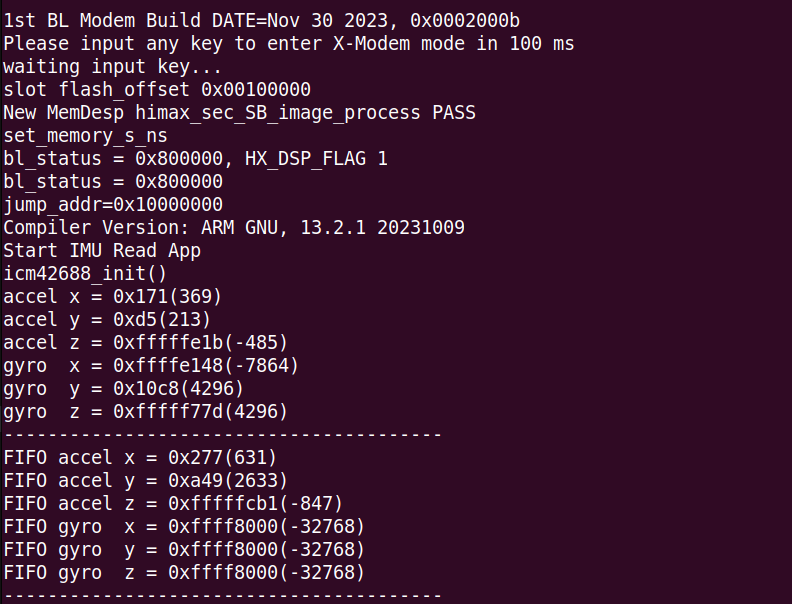 1st BL Modem Build DATE=Nov 30 2023, 0x0002000b
Please input any key to enter X-Modem mode in 100 ms
waiting input key...
slot flash_offset 0x00100000
New MemDesp himax_sec_SB_image_process PASS
set_memory_s_ns
bl_status = 0x800000, HX_DSP_FLAG 1
bl_status = 0x800000
jump_addr=0x10000000
Compiler Version: ARM GNU, 13.2.1 20231009
Start IMU Read App
icm42688_init()
accel x = 0x171(369)
accel y = 0xd5(213)
accel z = 0xfffffe1b(-485)
gyro  x = 0xffffe148(-7864)
gyro  y = 0x10c8(4296)
gyro  z = 0xfffff77d(4296)
----------------------------------------
FIFO accel x = 0x277(631)
FIFO accel y = 0xa49(2633)
FIFO accel z = 0xfffffcb1(-847)
FIFO gyro  x = 0xffff8000(-32768)
FIFO gyro  y = 0xffff8000(-32768)
FIFO gyro  z = 0xffff8000(-32768)
----------------------------------------